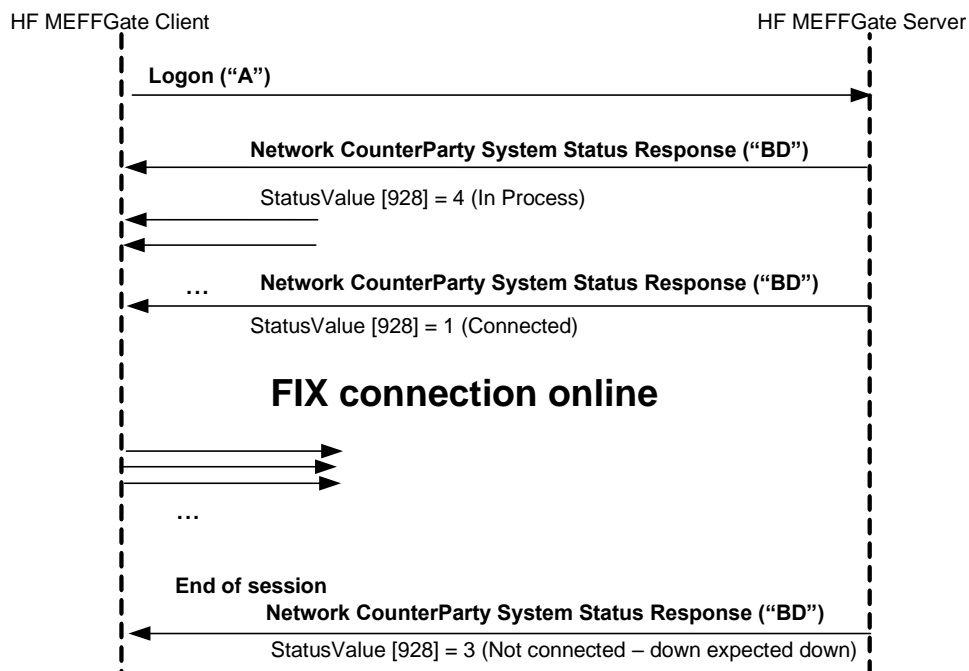 HF MEFFGate Client
HF MEFFGate Server
Logon (“A”)
Network CounterParty System Status Response (“BD”)
StatusValue [928] = 4 (In Process)
...
Network CounterParty System Status Response (“BD”)
StatusValue [928] = 1 (Connected)
FIX connection online
...
End of session
Network CounterParty System Status Response (“BD”)
StatusValue [928] = 3 (Not connected – down expected down)